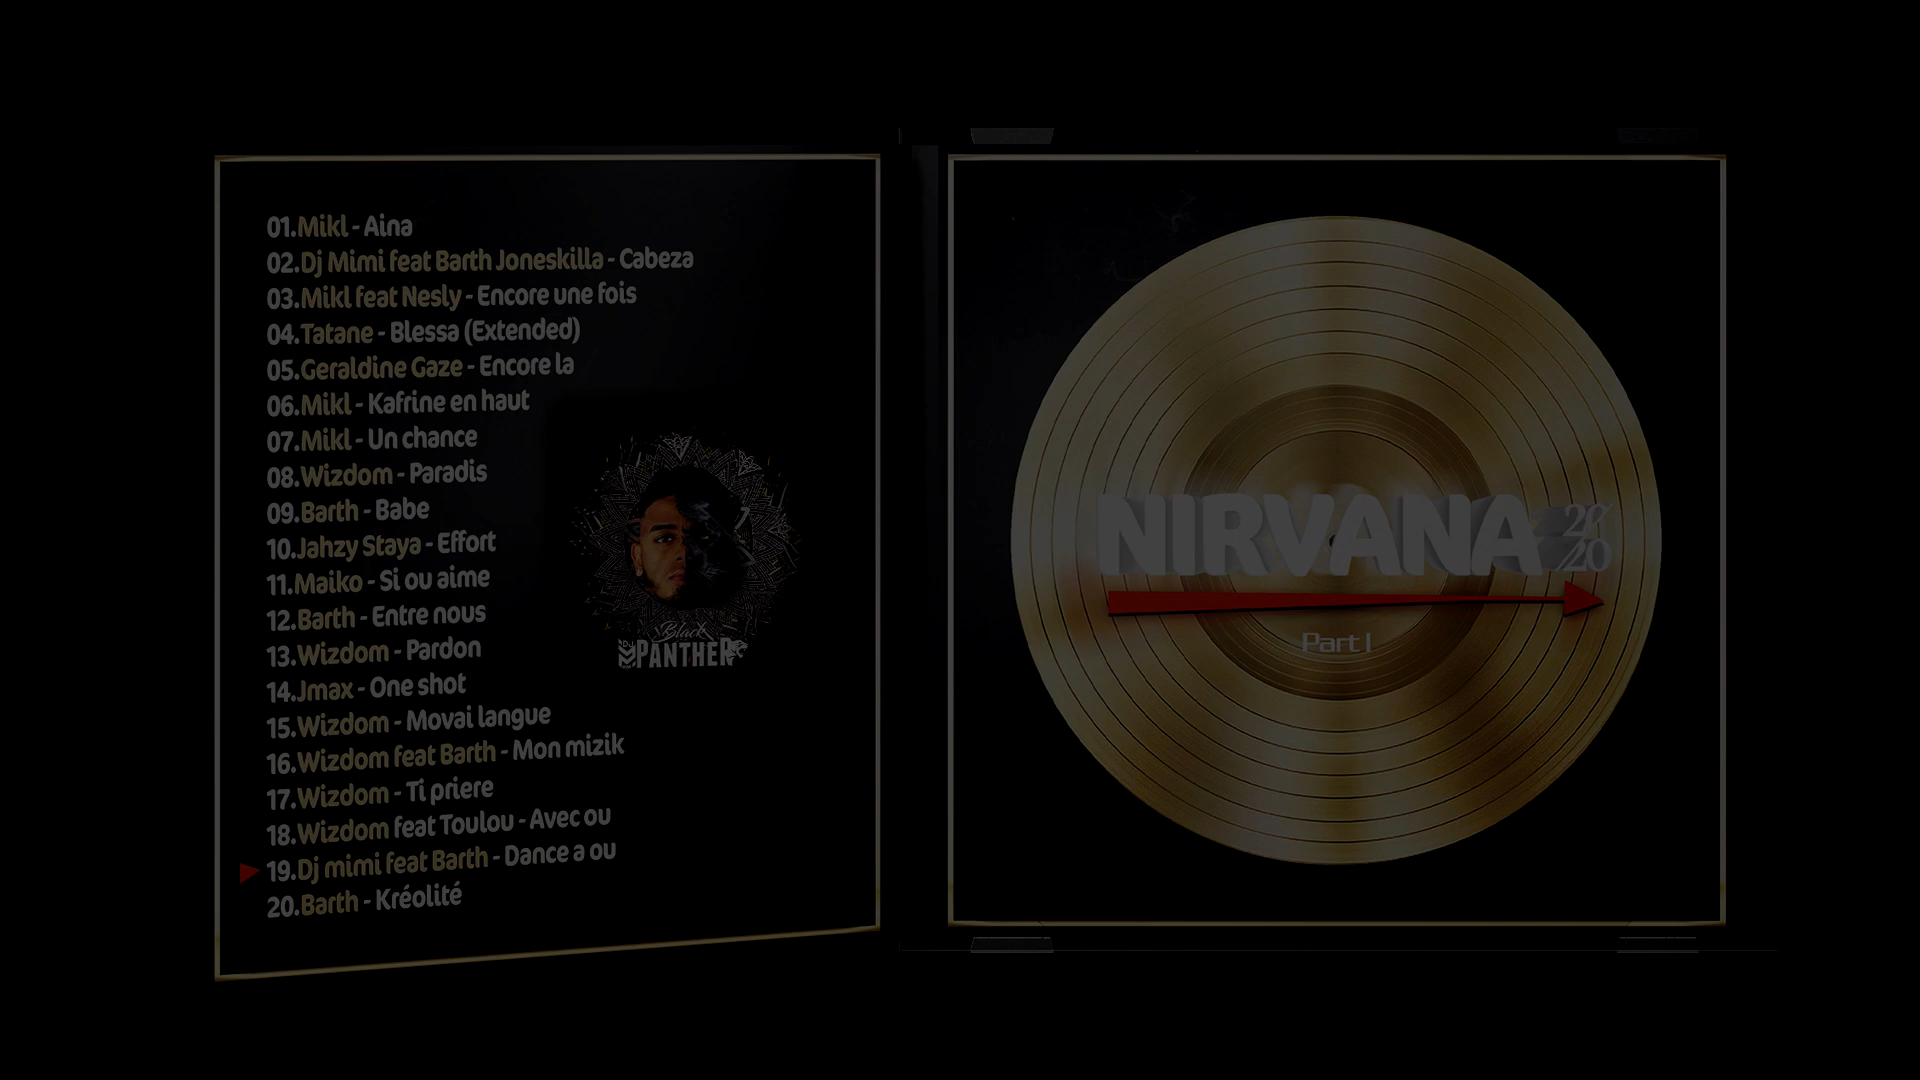 01.Mikl - Aina
02.Dj Mimi feat Barth Joneskilla - Cabeza
03.Mikl feat Nesly - Encore une fois
04.Tatane - Blessa (Extended)
05.Geraldine Gaze - Encore la
06.Mikl - Kafrine en haut
07.Mikl - Un chance
08.Wizdom - Paradis
09.Barth - Babe
10.Jahzy Staya - Effort
11.Maiko - Si ou aime
12.Barth - Entre nous
13.Wizdom - Pardon
14.Jmax - One shot
15.Wizdom - Movai langue
16.Wizdom feat Barth - Mon mizik
17.Wizdom - Ti priere
18.Wizdom feat Toulou - Avec ou
19.Dj mimi feat Barth - Dance a ou
20.Barth - Kréolité
Black
DJ PANTHER
NIRVANA 20
20
Part I